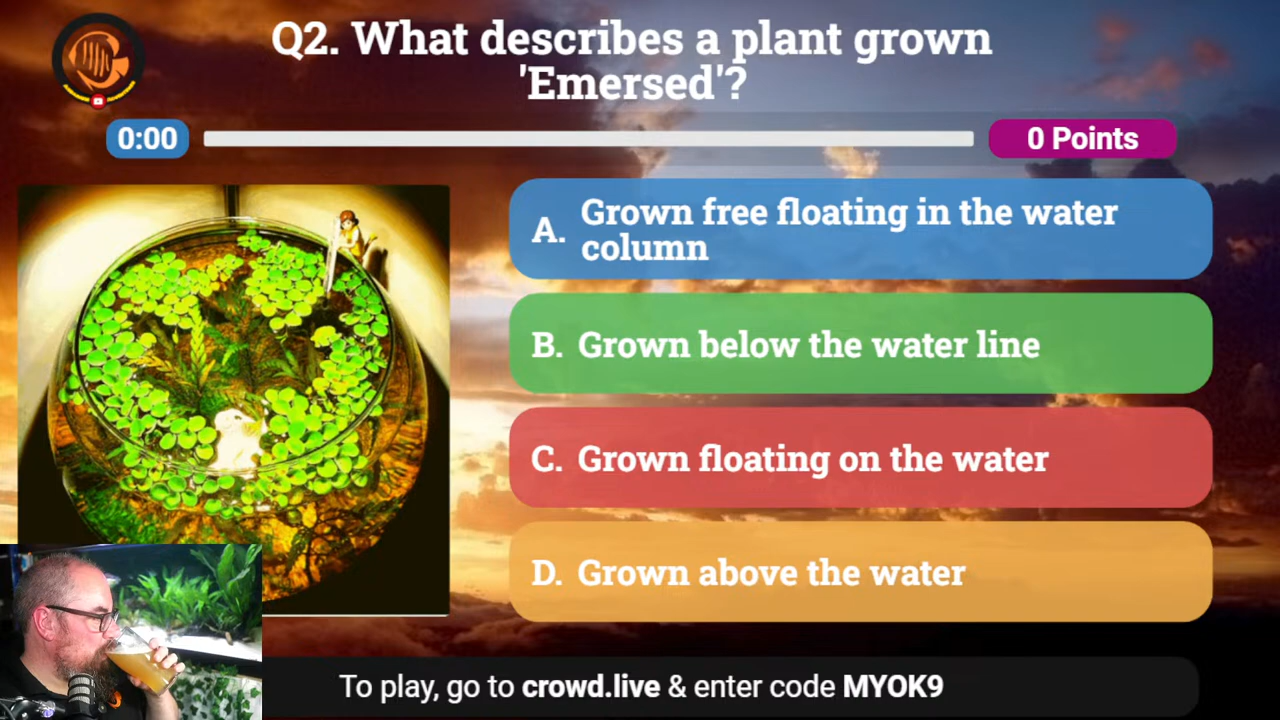 Q2. What describes a plant grown
'Emersed'?
0:00
0 Points
A. Grown free floating in the water
column
B. Grown below the water line
C. Grown floating on the water
D. Grown above the water
To play, go to crowd.live & enter code MYOK9